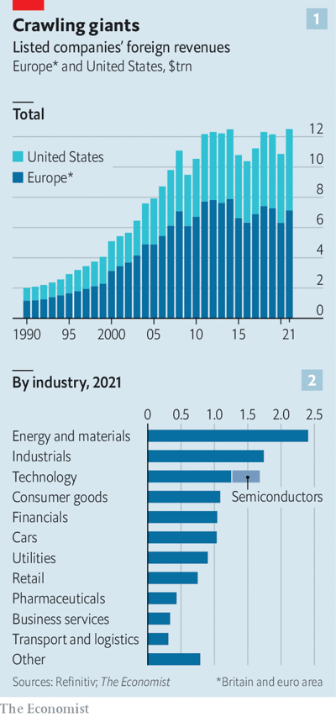 Crawling giants
1
Listed companies' foreign revenues
Europe* and United States, $trn
Total
United States
Europe*
12
10
8
6
4
2
0
1990 95 2000 05 10 15 21
By industry, 2021
2
0 0.5 1.0 1.5 2.0 2.5
Energy and materials
Industrials
Technology
Semiconductors
Consumer goods
Financials
Cars
Utilities
Retail
Pharmaceuticals
Business services
Transport and logistics
Other
Sources: Refinitiv; The Economist *Britain and euro area
The Economist